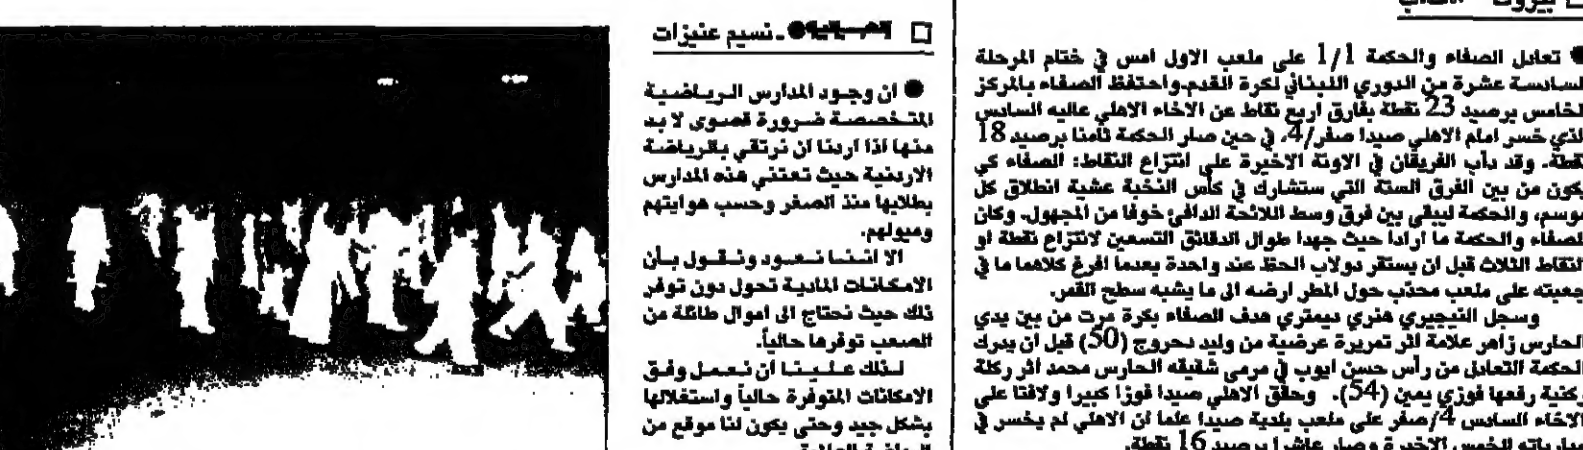 بيروت
تعادل الصفاء والحكمة 1/1 على ملعب الاول امس في ختام المرحلة
السادسة عشرة من الدوري اللبناني لكرة القدم.واحتفظ الصفاء بالمركز
الخامس برصيد 23 نقطة بفارق اربع نقاط عن الاخاء الاهلي عاليه السادس
الذي خسر امام الاهلي صيدا صفر/4، في حين صار الحكمة ثامنا برصيد 18
نقطة. وقد دأب الفريقان في الاونة الاخيرة على انتزاع النقاط: الصفاء كي
يكون من بين الفرق الستة التي ستشارك في كأس النخبة عشية انطلاق كل
موسم، والحكمة ليبقى بين فرق وسط اللائحة الدافئ خوفا من المجهول. وكان
للصفاء والحكمة ما ارادا حيث جهدا طوال الدقائق التسعين لانتزاع نقطة او
النقاط الثلاث قبل ان يستقر دولاب الحظ عند واحدة بعدما افرغ كلاهما ما في
جعبته على ملعب محدّب حول المطر ارضه الى ما يشبه سطح القمر.
وسجل النيجيري هنري ديمتري هدف الصفاء بكرة مرت من بين يدي
الحارس زاهر علامة اثر تمريرة عرضية من وليد دحروج (50) قبل ان يدرك
الحكمة التعادل من رأس حسن ايوب في مرمى شقيقه الحارس محمد اثر ركلة
ركنية رفعها فوزي يمين (54). وحقّق الاهلي صيدا فوزا كبيرا ولافتا على
الاخاء السادس 4/صفر على ملعب بلدية صيدا علما ان الاهلي لم يخسر في
مبارياته الخمس الاخيرة وصار عاشرا برصيد 16 نقطة.
ـ نسيم عنيزات
ان وجود المدارس الرياضية
المتخصصة ضرورة قصوى لا بد
منها اذا اردنا ان نرتقي بالرياضة
الاردنية حيث تعتني هذه المدارس
بطلابها منذ الصغر وحسب هوايتهم
وميولهم.
الا اننا نعود ونقول بأن
الامكانات المادية تحول دون توفر
ذلك حيث نحتاج الى اموال طائلة من
الصعب توفرها حالياً.
لذلك علينا ان نعمل وفق
الامكانات المتوفرة حالياً واستغلالها
بشكل جيد وحتى يكون لنا موقع من